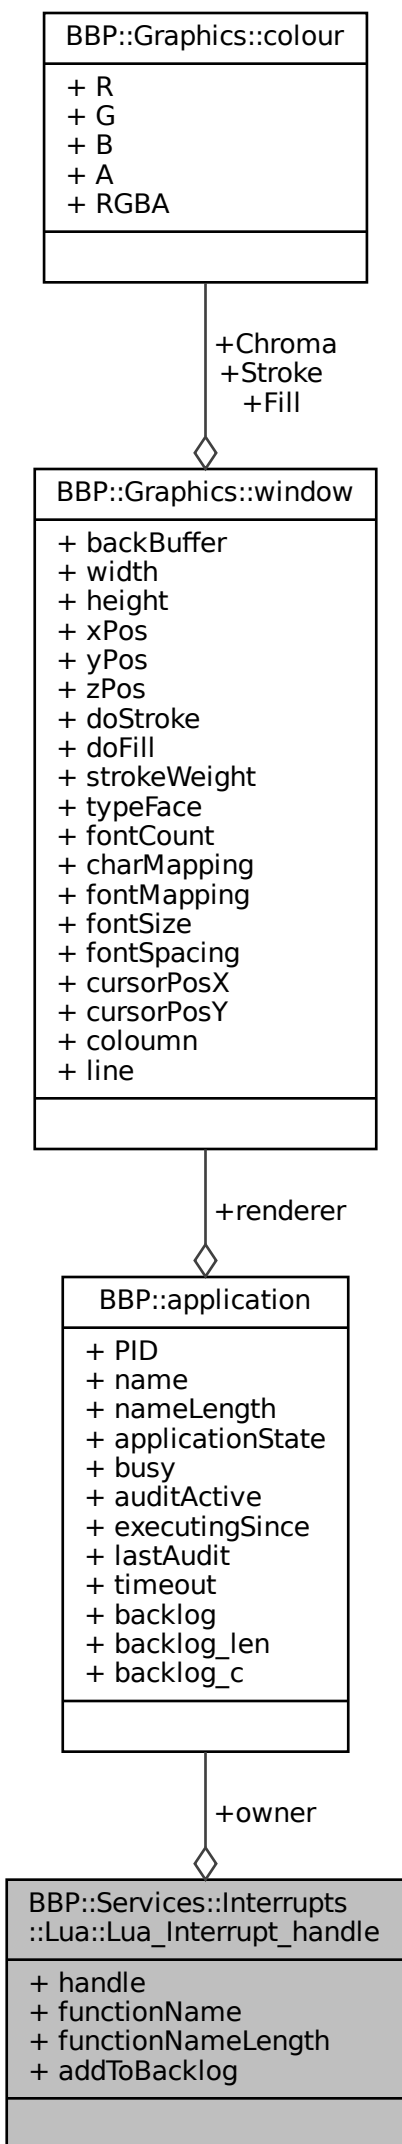 BBP::Graphics::colour
+ R
+ G
+ B
+ A
+ RGBA
+Chroma
+Stroke
+Fill
BBP::Graphics::window
+ backBuffer
+ width
+ height
+ xPos
+ yPos
+ zPos
+ doStroke
+ doFill
+ strokeWeight
+ typeFace
+ fontCount
+ charMapping
+ fontMapping
+ fontSize
+ fontSpacing
+ cursorPosX
+ cursorPosY
+ coloumn
+ line
+renderer
BBP::application
+ PID
+ name
+ nameLength
+ applicationState
+ busy
+ auditActive
+ executingSince
+ lastAudit
+ timeout
+ backlog
+ backlog_len
+ backlog_c
+owner
BBP::Services::Interrupts
::Lua::Lua_Interrupt_handle
+ handle
+ functionName
+ functionNameLength
+ addToBacklog